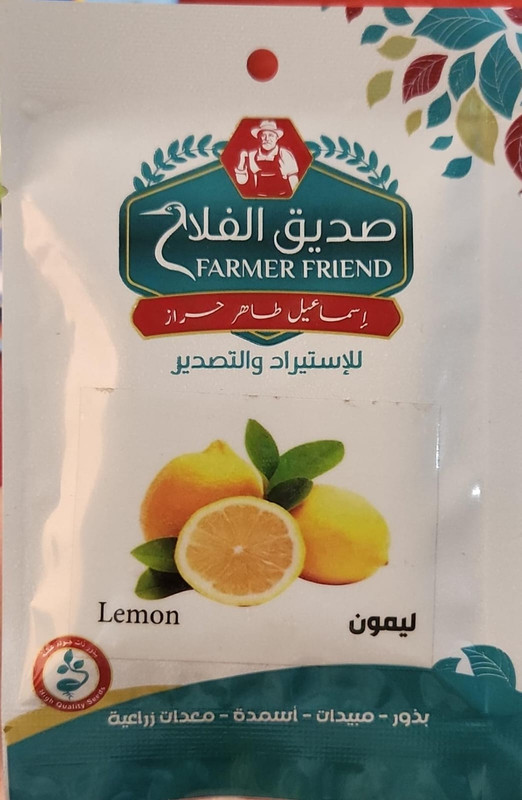 صديق الفلاح
FARMER FRIEND
إسماعيل طاهر حراز
للإستيراد والتصدير
Lemon
ليمون
High Quality Seeds
بذور - مبيدات - أسمدة - معدات زراعية